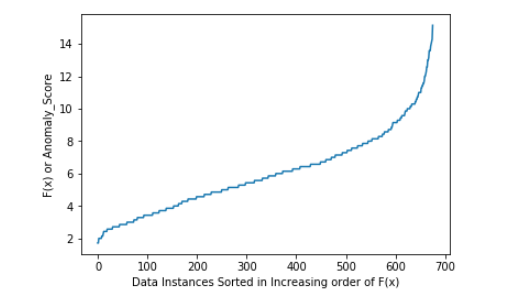 14
12
10
8
6
4
2
F(x) or Anomaly_Score
0 100 200 300 400 500 600 700
Data Instances Sorted in Increasing order of F(x)